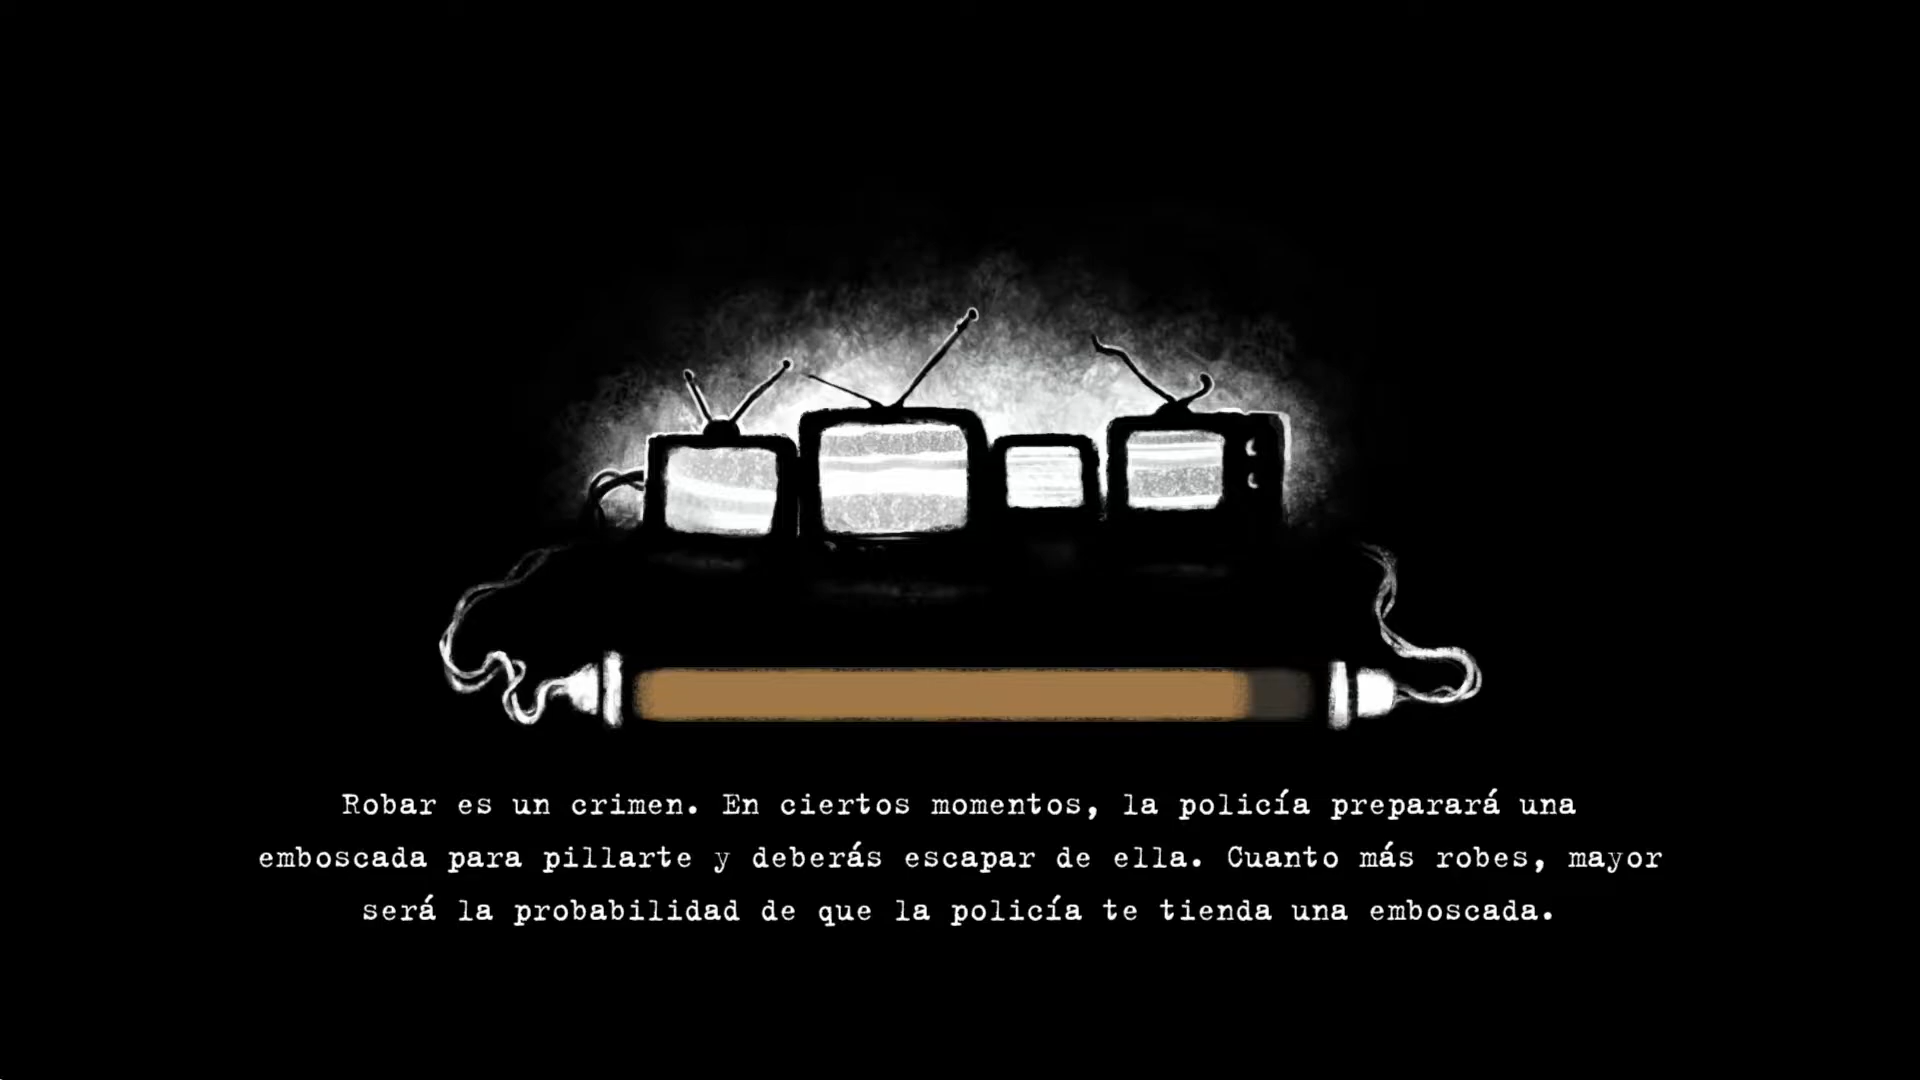 Robar es un crimen. En ciertos momentos, la policía preparará una
emboscada para pillarte y deberás escapar de ella. Cuanto más robes, mayor
será la probabilidad de que la policía te tienda una emboscada.